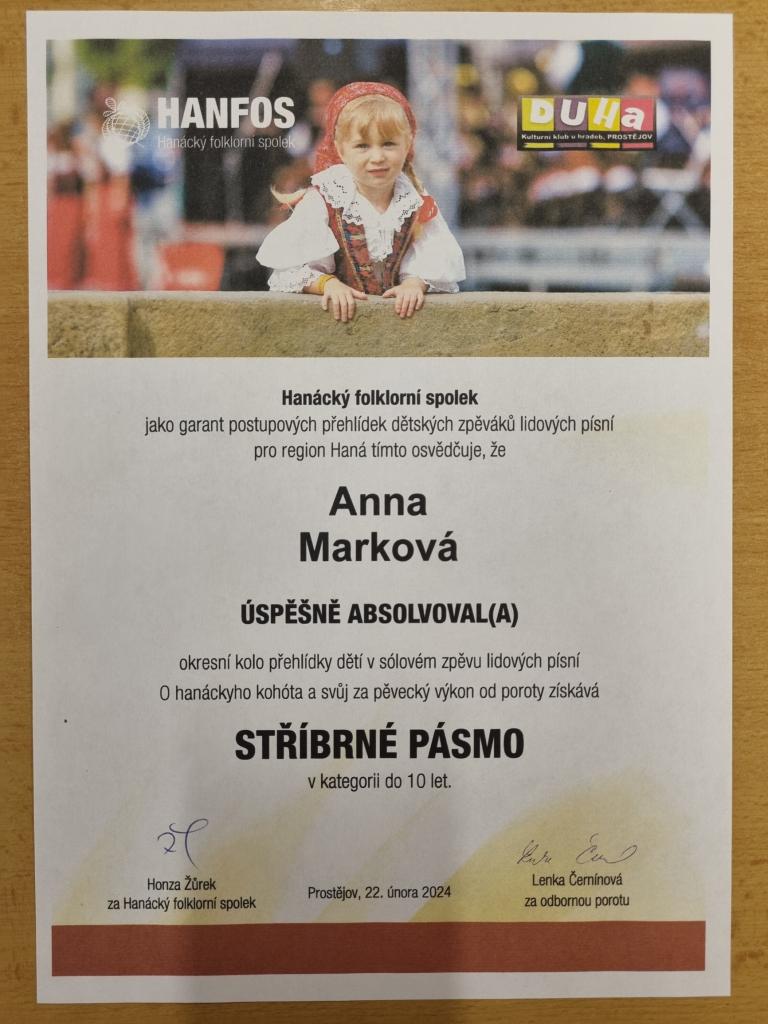 HANFOS
Hanácký folklorní spolek
DUHa
Kulturní klub u hradeb, PROSTĚJOV
Hanácký folklorní spolek
jako garant postupových přehlídek dětských zpěváků lidových písní
pro region Haná tímto osvědčuje, že
Anna
Marková
ÚSPĚŠNĚ ABSOLVOVAL(A)
okresní kolo přehlídky dětí v sólovém zpěvu lidových písní
O hanáckyho kohóta a svůj za pěvecký výkon od poroty získává
STŘÍBRNÉ PÁSMO
v kategorii do 10 let.
Honza Žůrek
za Hanácký folklorní spolek
Prostějov, 22. února 2024
Lenka Černínová
za odbornou porotu